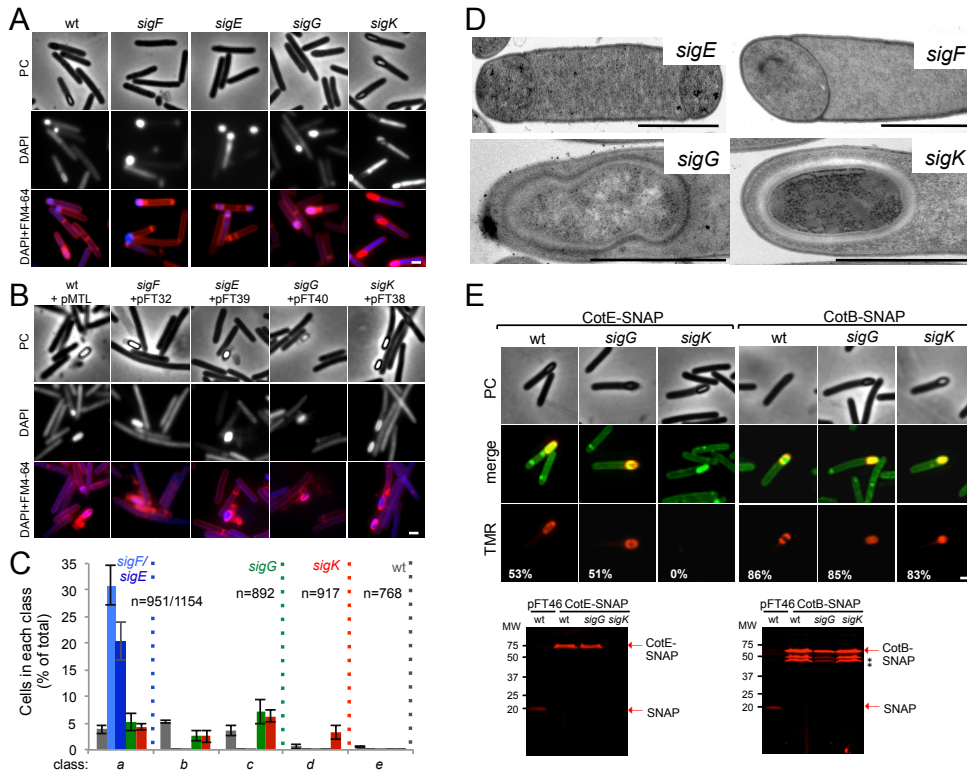 A
wt sigF sigE sigG sigK
PC
DAPI
DAPI+FM4-64
B
wt sigF sigE sigG sigK
+ pMTL +pFT32 +pFT39 +pFT40 +pFT38
PC
DAPI
DAPI+FM4-64
C
Cells in each class
(% of total)
35
30
25
20
15
10
5
0
sigF/
sigE
sigG
sigK
wt
n=951/1154
n=892
n=917
n=768
class: a b c d e
D
sigE
sigF
sigG
sigK
E
CotE-SNAP CotB-SNAP
wt sigG sigK wt sigG sigK
PC
merge
TMR
53% 51% 0% 86% 85% 83%
pFT46 CotE-SNAP
MW wt wt sigG sigK
75
50
37
25
20
CotE-
SNAP
SNAP
pFT46 CotB-SNAP
MW wt wt sigG sigK
75
50
37
25
20
CotB-
SNAP
*
*
SNAP